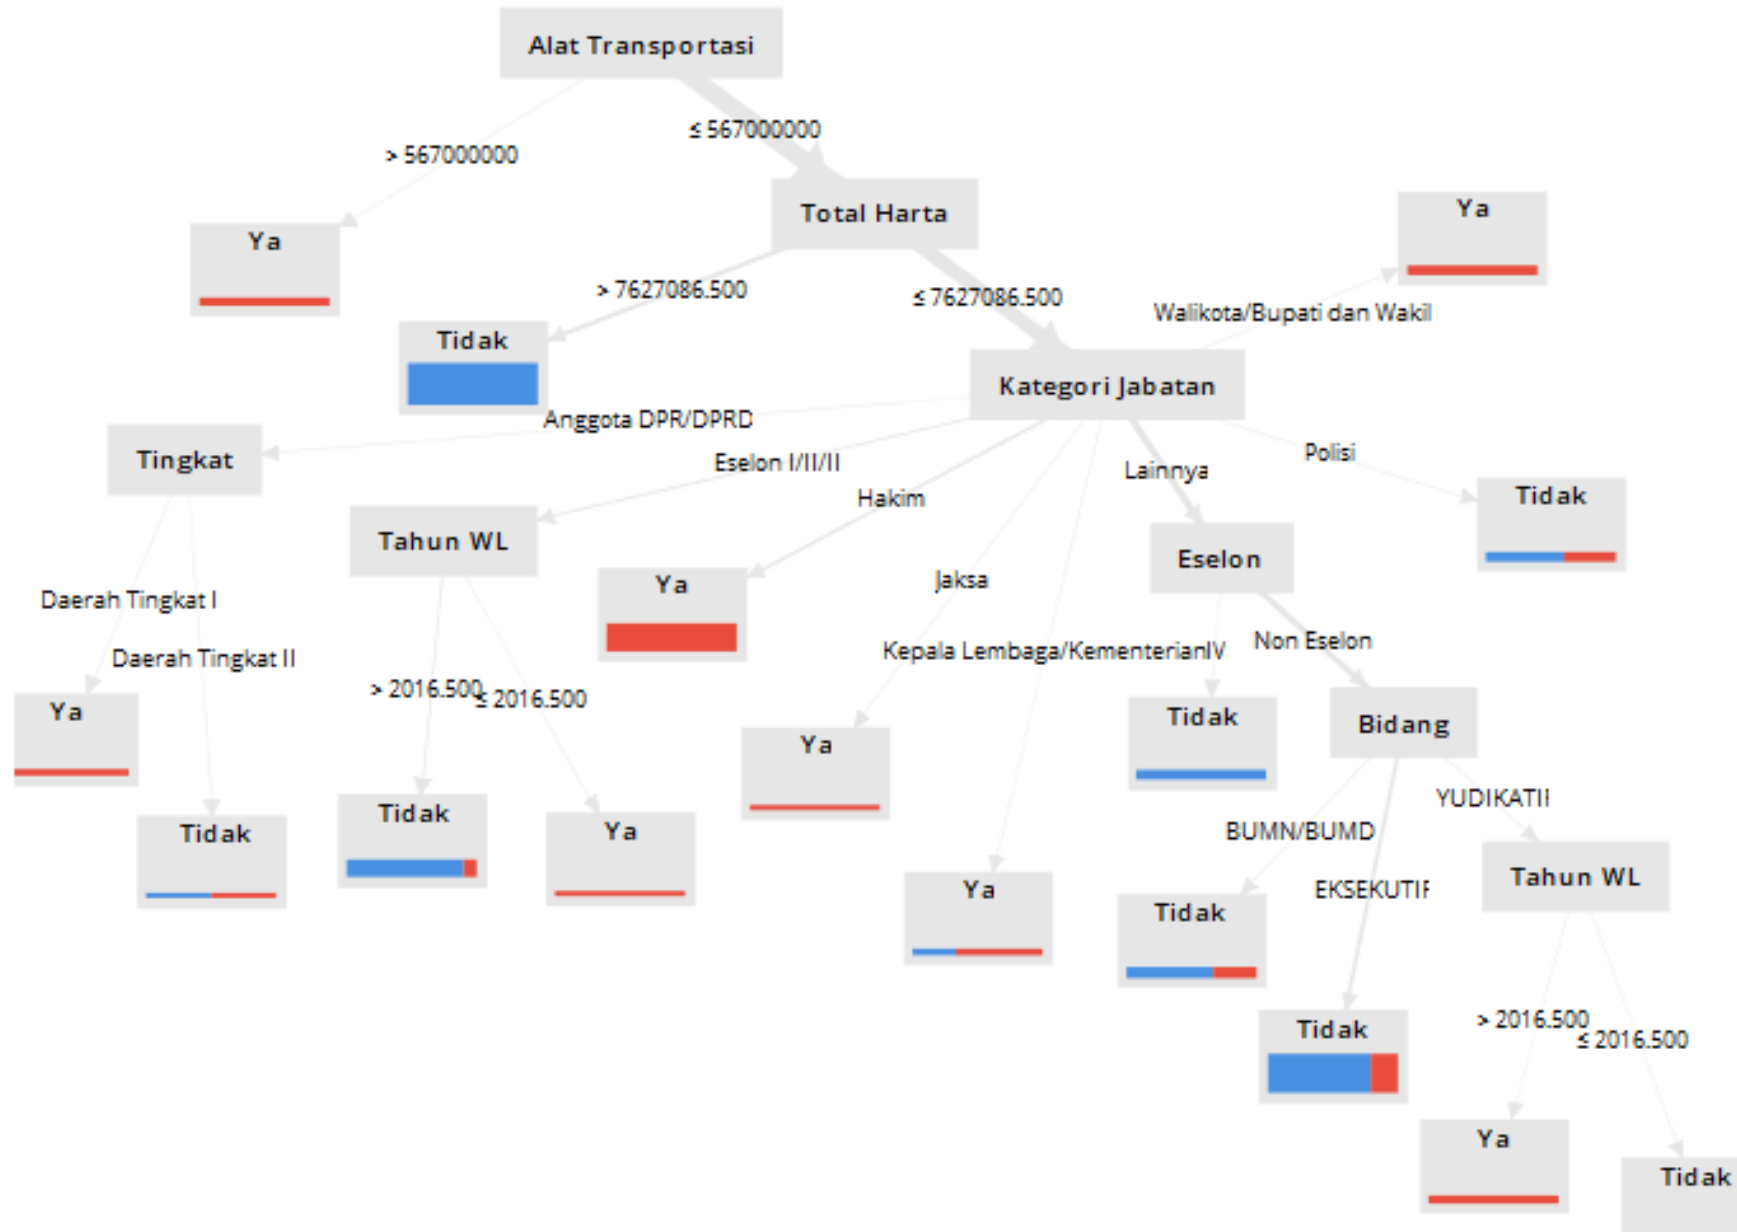 Alat Transportasi
≤ 567000000
> 567000000
Total Harta
Ya
Ya
> 7627086.500
≤ 7627086.500
Walikota/Bupati dan Wakil
Tidak
Kategori Jabatan
Anggota DPR/DPRD
Tingkat
Eselon I/II/II
Polisi
Lainnya
Hakim
Tidak
Tahun WL
Eselon
Ya
Jaksa
Daerah Tingkat I
Non Eselon
Kepala Lembaga/Kementerian
IV
Daerah Tingkat II
> 2016.500
≤ 2016.500
Ya
Tidak
Bidang
Ya
YUDIKATIF
Tidak
Ya
BUMN/BUMD
Tidak
Tahun WL
Ya
EKSEKUTIF
Tidak
> 2016.500
Tidak
≤ 2016.500
Ya
Tidak